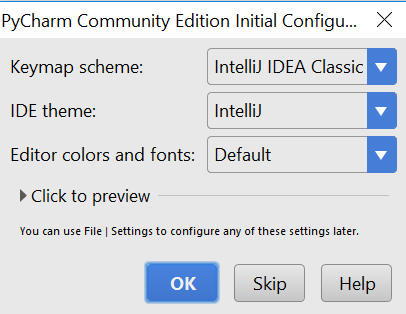 PyCharm Community Edition Initial Configu...
Keymap scheme: IntelliJ IDEA Classic
IDE theme: IntelliJ
Editor colors and fonts: Default
Click to preview
You can use File | Settings to configure any of these settings later.
OK Skip Help